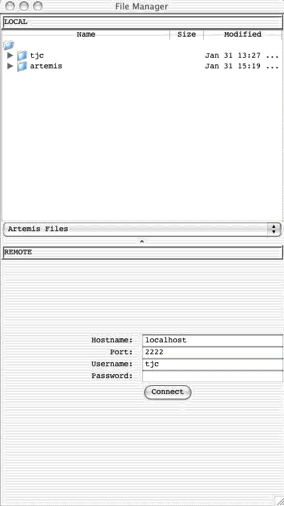 File Manager
LOCAL
Name Size Modified
tjc Jan 31 13:27 ...
artemis Jan 31 15:19 ...
Artemis Files
REMOTE
Hostname: localhost
Port: 2222
Username: tjc
Password:
Connect